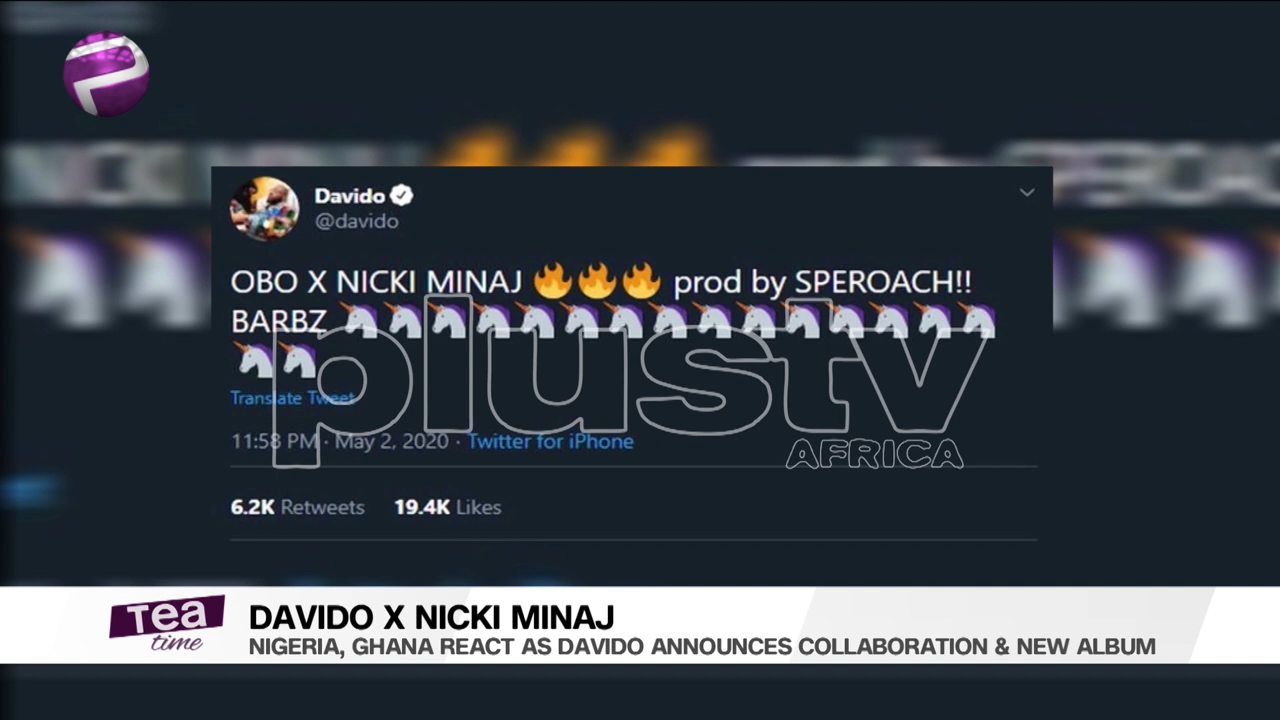 Davido
@davido
OBO X NICKI MINAJ 🔥🔥🔥 prod by SPEROACH!!
BARBZ 🦄🦄🦄🦄🦄🦄🦄🦄🦄🦄🦄🦄🦄🦄🦄
🦄🦄
Translate Tweet
11:58 PM · May 2, 2020 · Twitter for iPhone
6.2K Retweets 19.4K Likes
plustv
AFRICA
Tea
time
DAVIDO X NICKI MINAJ
NIGERIA, GHANA REACT AS DAVIDO ANNOUNCES COLLABORATION & NEW ALBUM